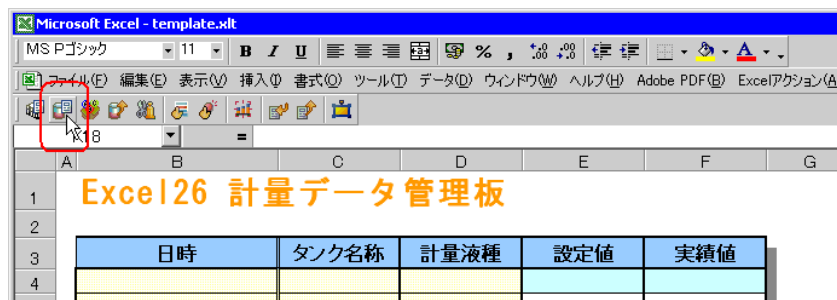 Microsoft Excel - template.xlt
MS Pゴシック 11 B I U % ,
ファイル(F) 編集(E) 表示(V) 挿入(I) 書式(O) ツール(T) データ(D) ウィンドウ(W) ヘルプ(H) Adobe PDF(B) Excelアクション(A
=
A B C D E F G
1 Excel26 計量データ管理板
2
3 日時 タンク名称 計量液種 設定値 実績値
4